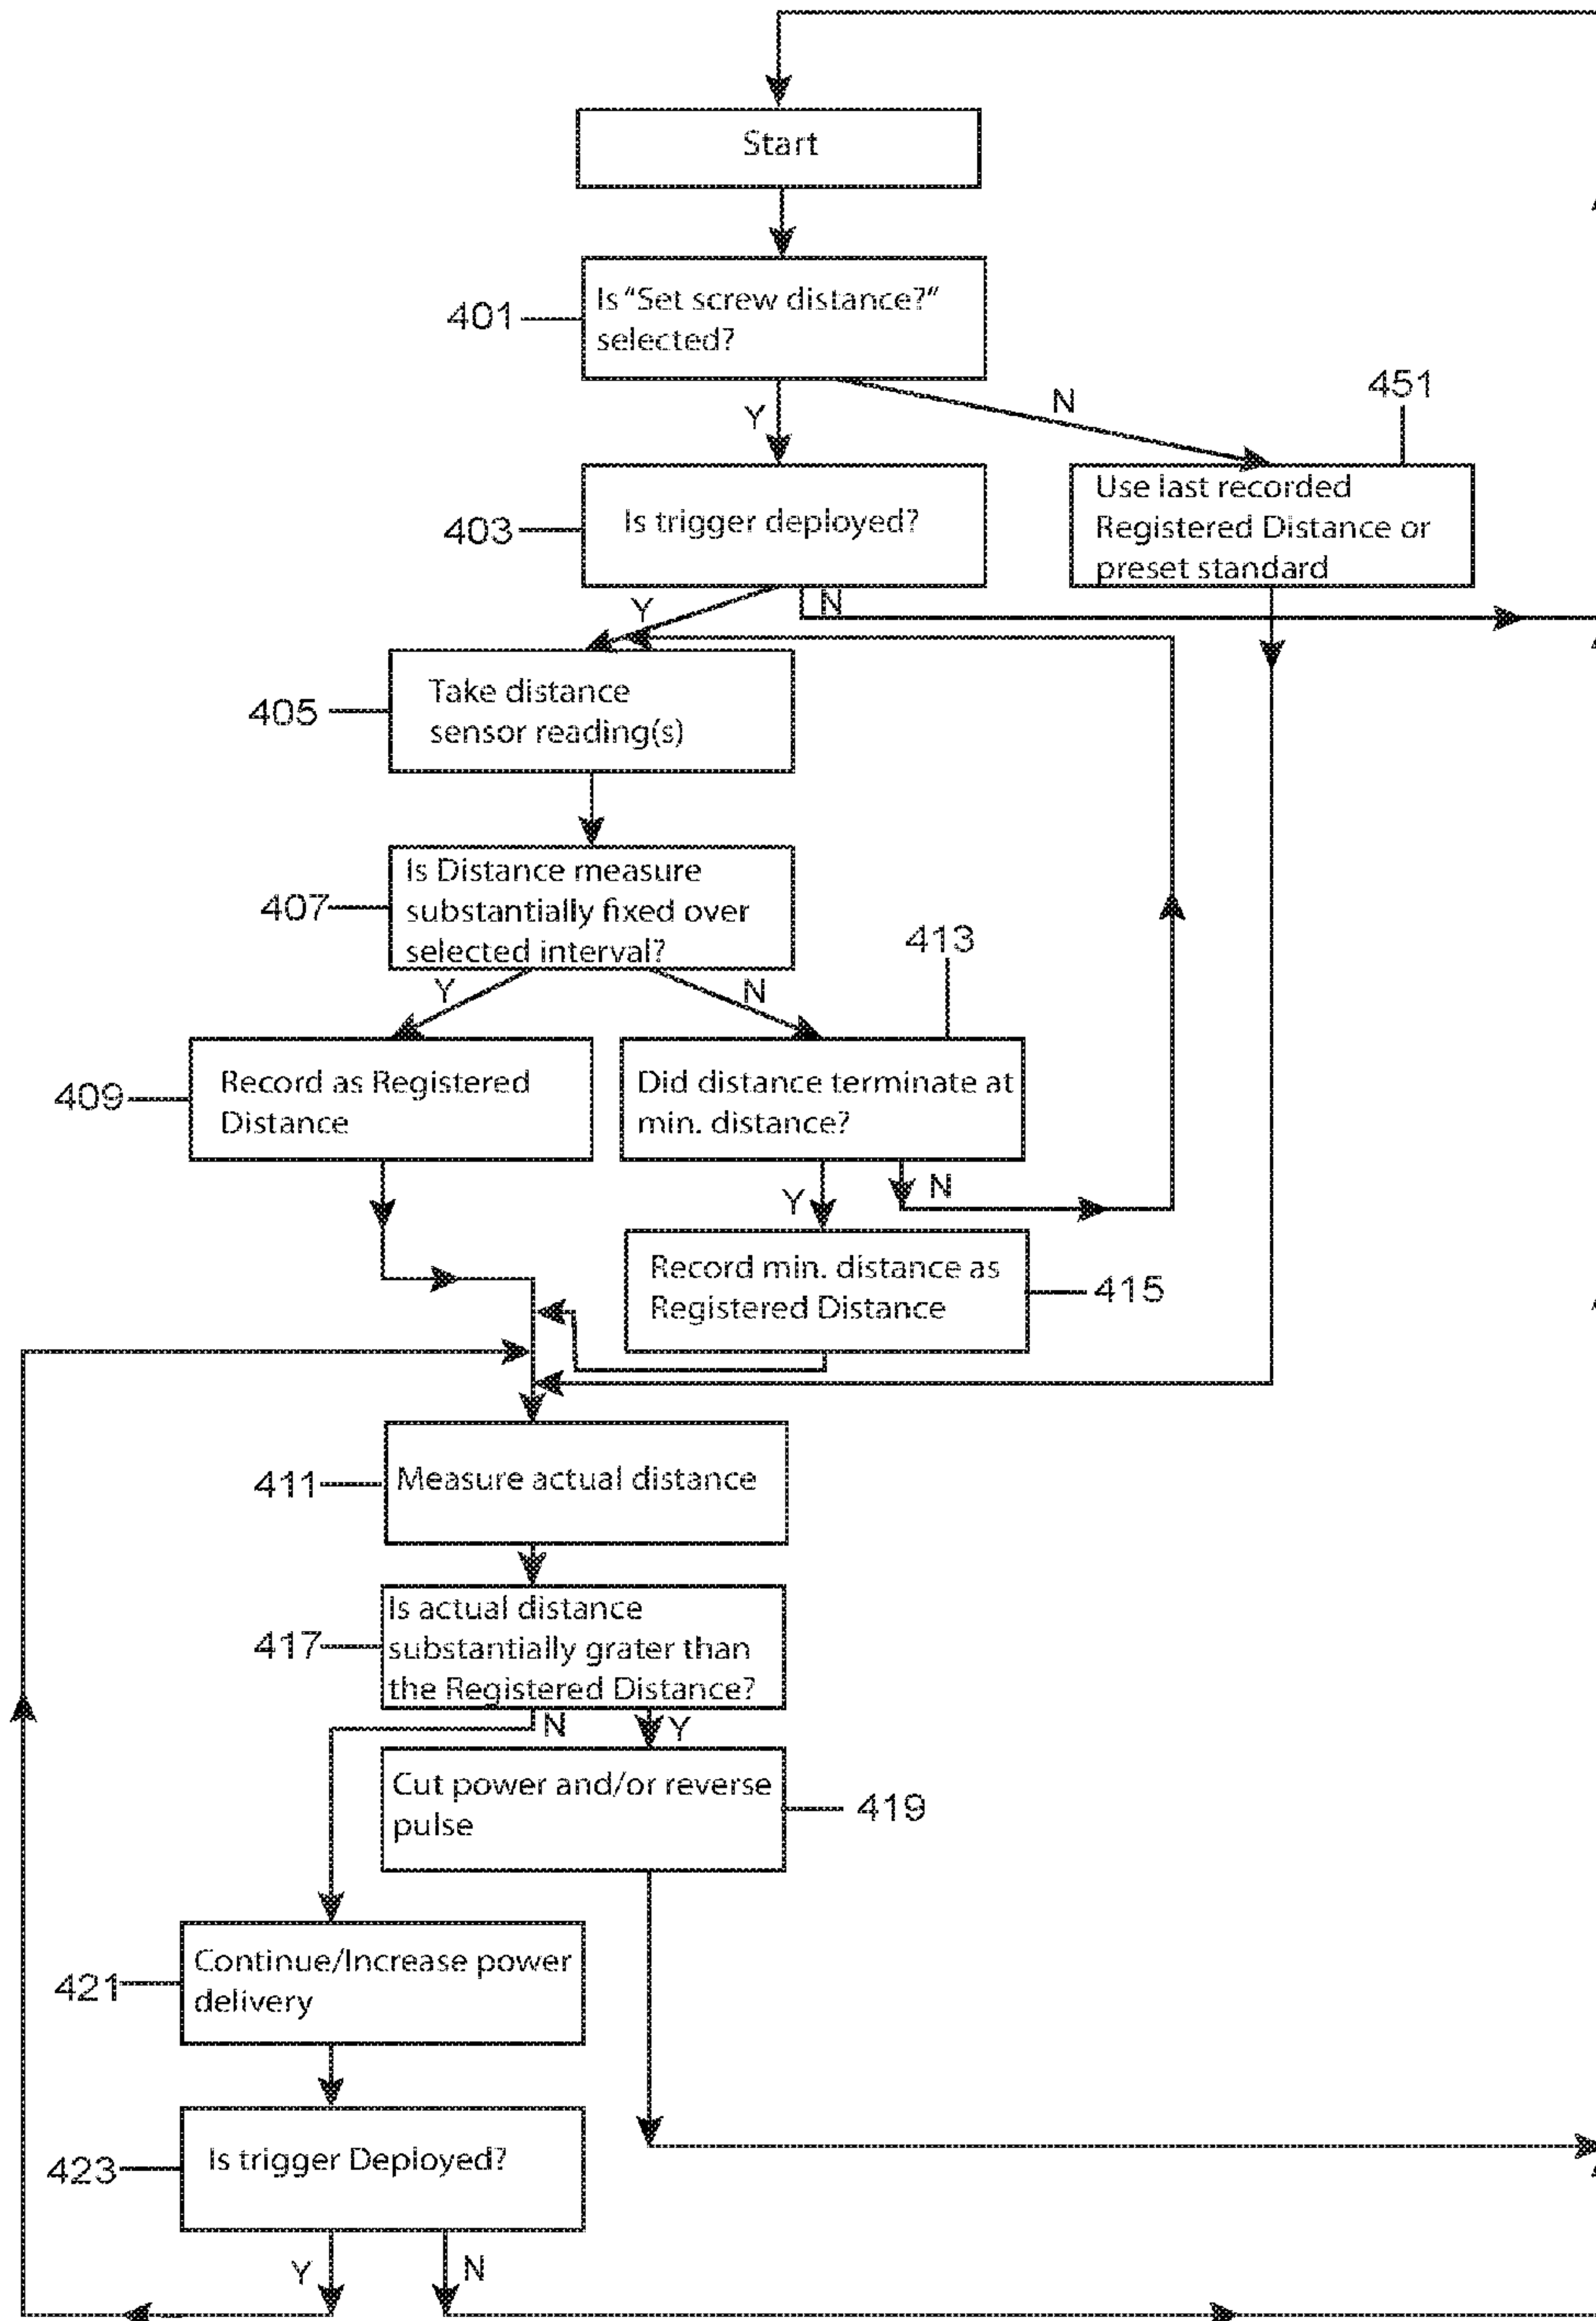 Start
401
Is "Set screw distance?"
selected?
Y
N
451
403
Is trigger deployed?
Use last recorded
Registered Distance or
preset standard
Y
N
405
Take distance
sensor reading(s)
407
Is Distance measure
substantially fixed over
selected interval?
413
Y
N
409
Record as Registered
Distance
Did distance terminate at
min. distance?
Y
N
Record min. distance as
Registered Distance
415
411
Measure actual distance
417
Is actual distance
substantially grater than
the Registered Distance?
N
Y
Cut power and/or reverse
pulse
419
421
Continue/Increase power
delivery
423
Is trigger Deployed?
Y
N